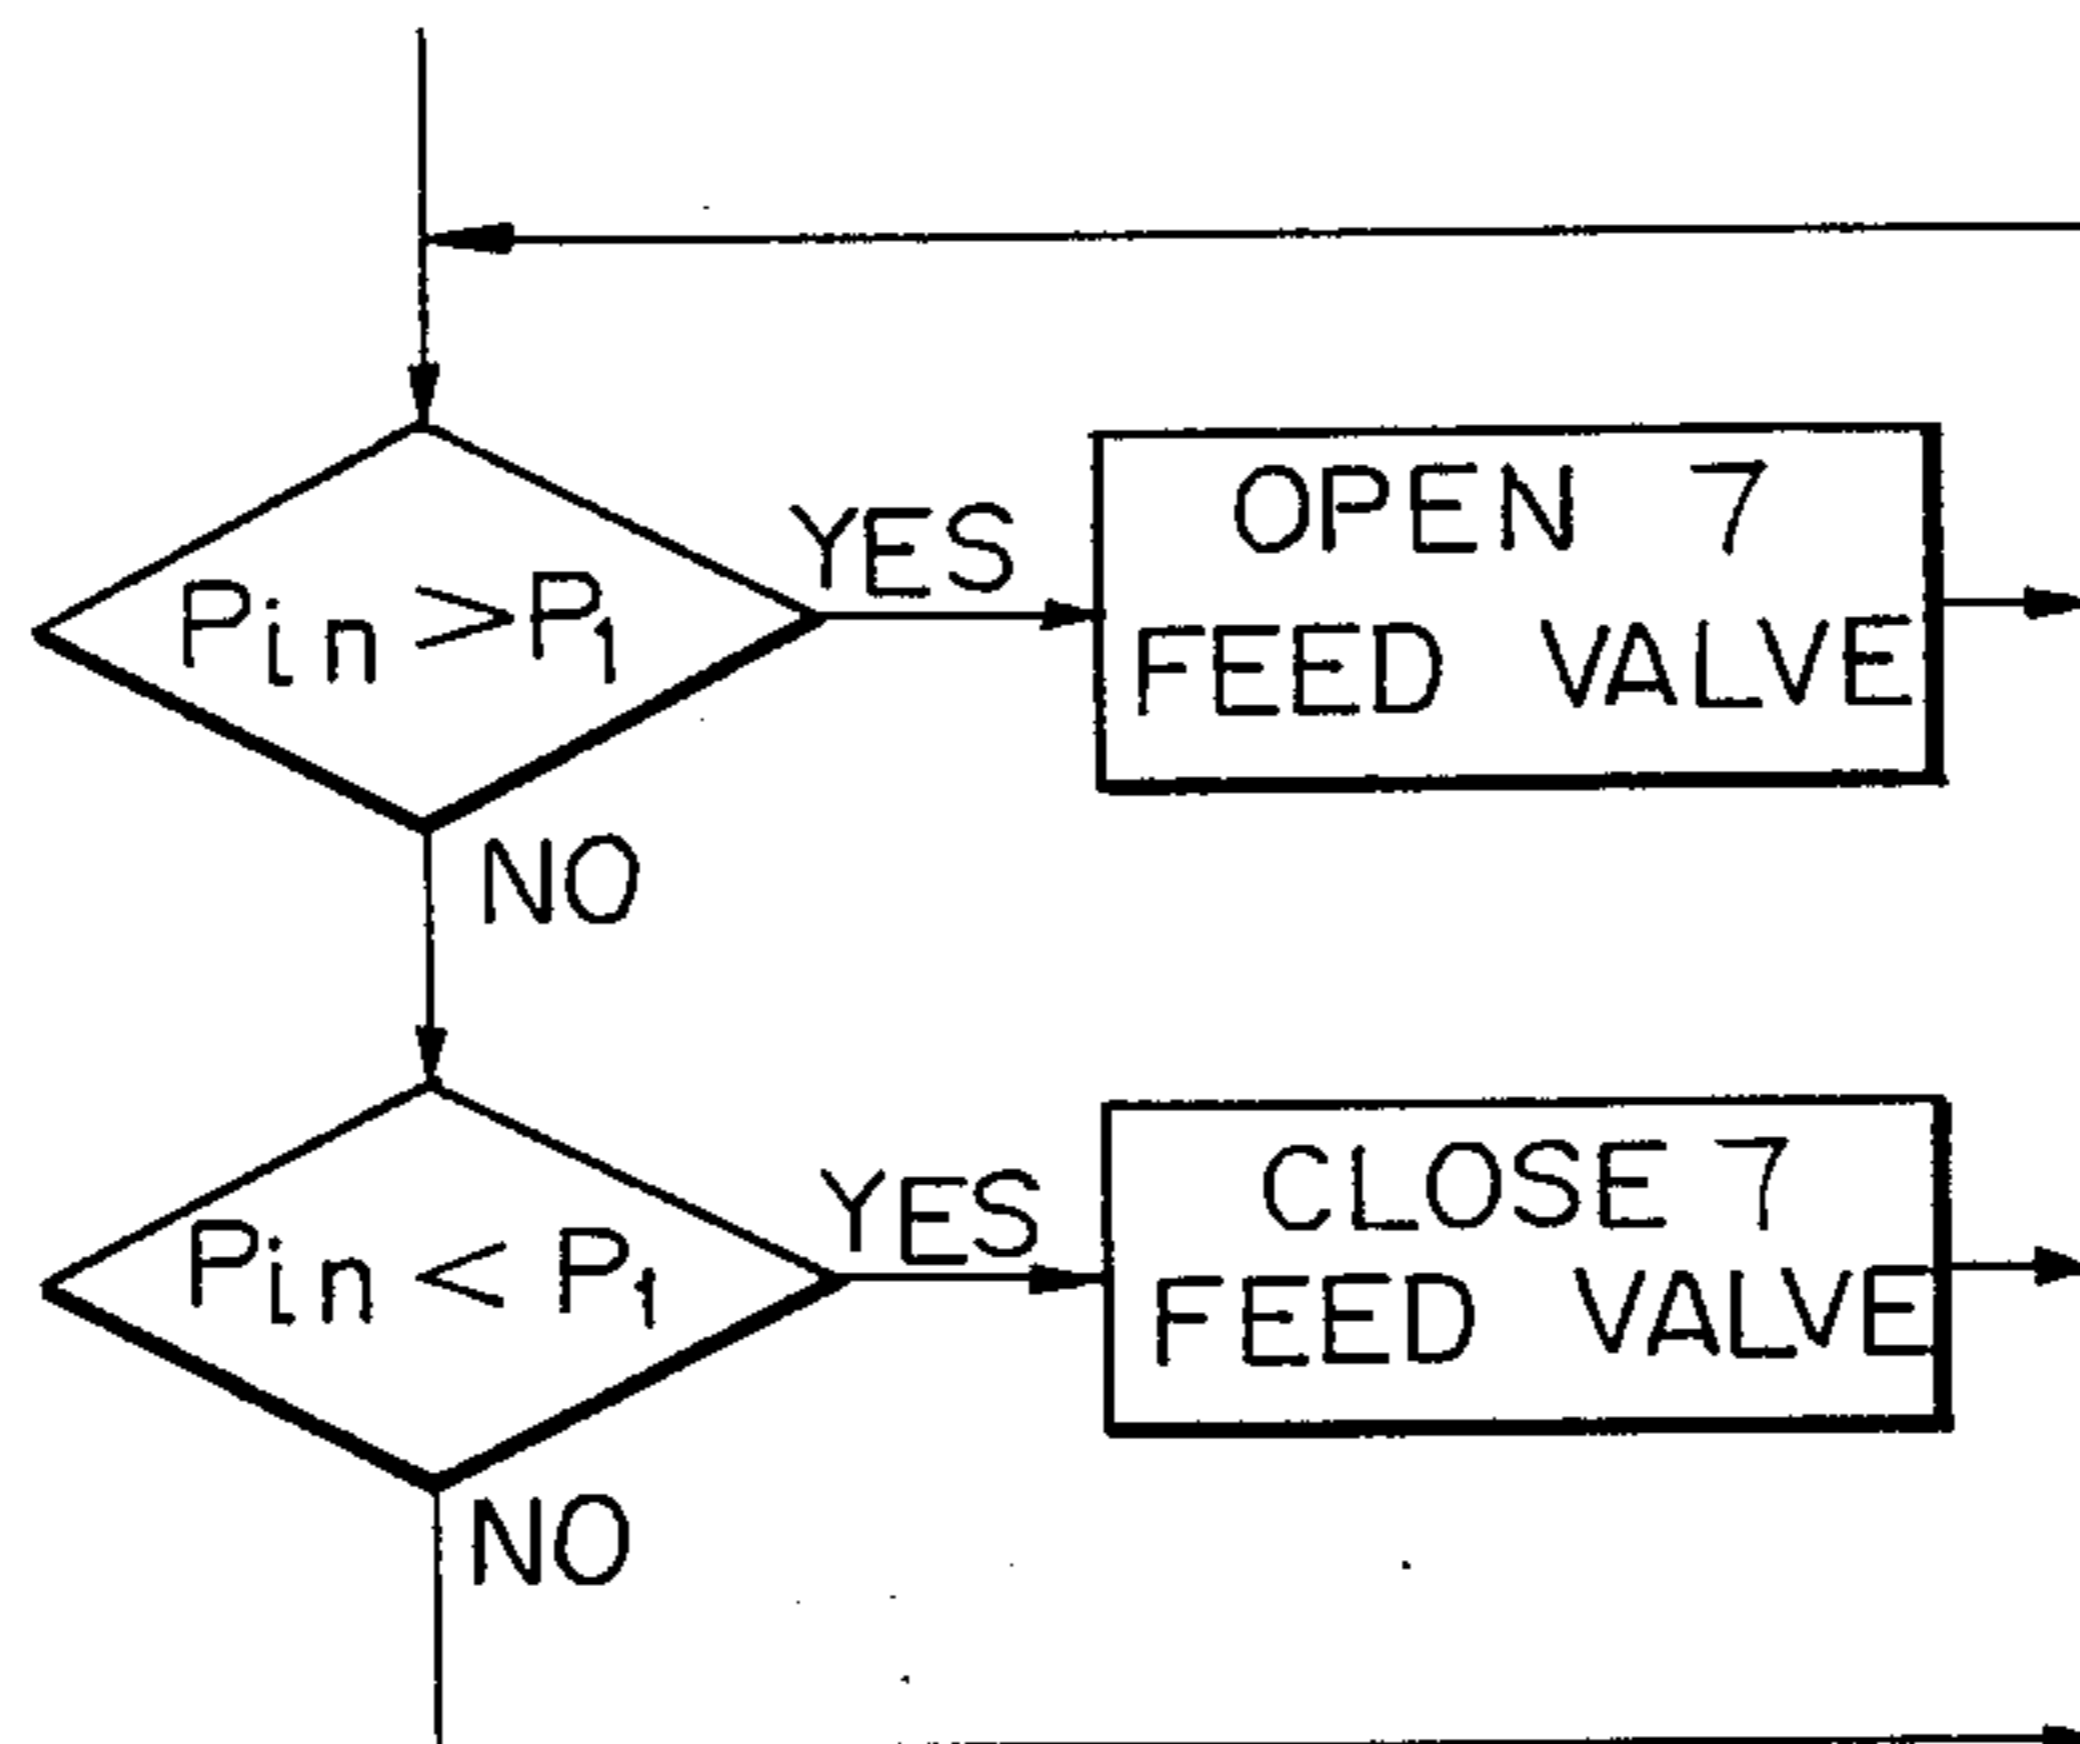 YES
OPEN 7
Pin > P1
FEED VALVE
NO
YES
CLOSE 7
Pin < P1
FEED VALVE
NO